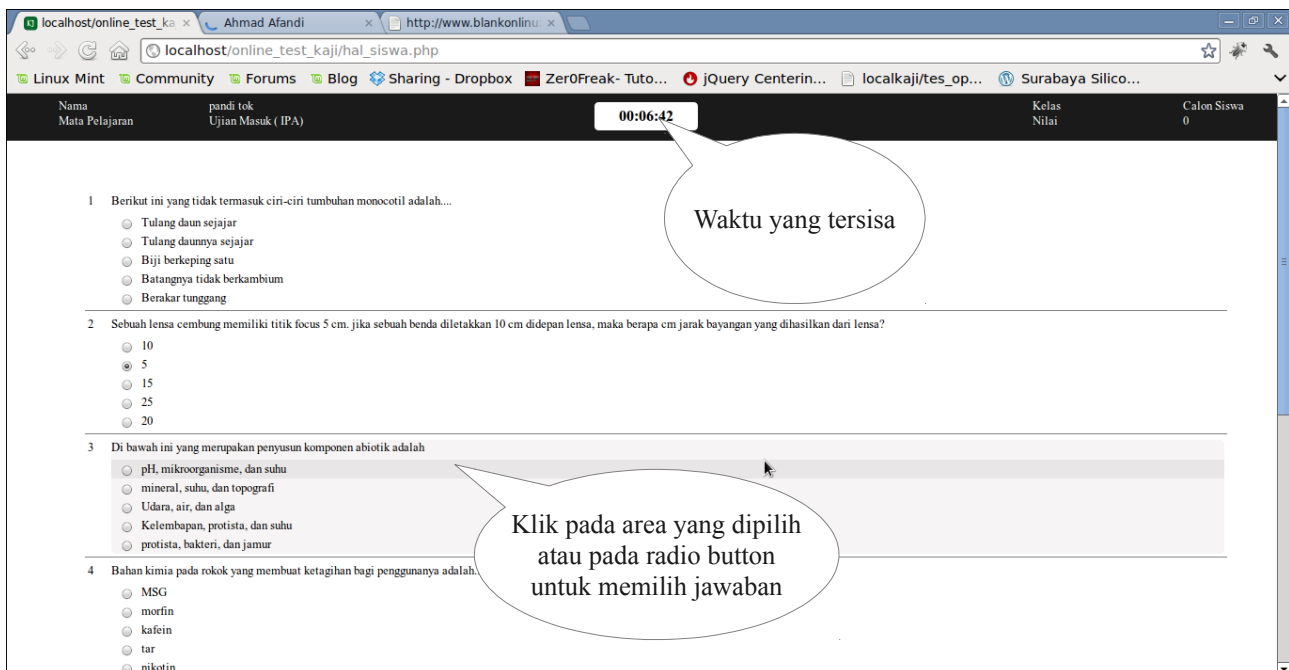 localhost/online_test_ka
Ahmad Afandi
http://www.blankonlinu
localhost/online_test_kaji/hal_siswa.php
Linux Mint Community Forums Blog Sharing - Dropbox Zer0Freak- Tuto... jQuery Centerin... localkaji/tes_op... Surabaya Silico...
Nama pandi tok 00:06:42 Kelas Calon Siswa
Mata Pelajaran Ujian Masuk ( IPA) Nilai 0
Waktu yang tersisa
1 Berikut ini yang tidak termasuk ciri-ciri tumbuhan monocotil adalah....
Tulang daun sejajar
Tulang daunnya sejajar
Biji berkeping satu
Batangnya tidak berkambium
Berakar tunggang
2 Sebuah lensa cembung memiliki titik focus 5 cm. jika sebuah benda diletakkan 10 cm didepan lensa, maka berapa cm jarak bayangan yang dihasilkan dari lensa?
10
5
15
25
20
3 Di bawah ini yang merupakan penyusun komponen abiotik adalah
pH, mikroorganisme, dan suhu
mineral, suhu, dan topografi
Udara, air, dan alga
Kelembapan, protista, dan suhu
protista, bakteri, dan jamur
Klik pada area yang dipilih
atau pada radio button
untuk memilih jawaban
4 Bahan kimia pada rokok yang membuat ketagihan bagi penggunanya adalah..
MSG
morfin
kafein
tar
nikotin